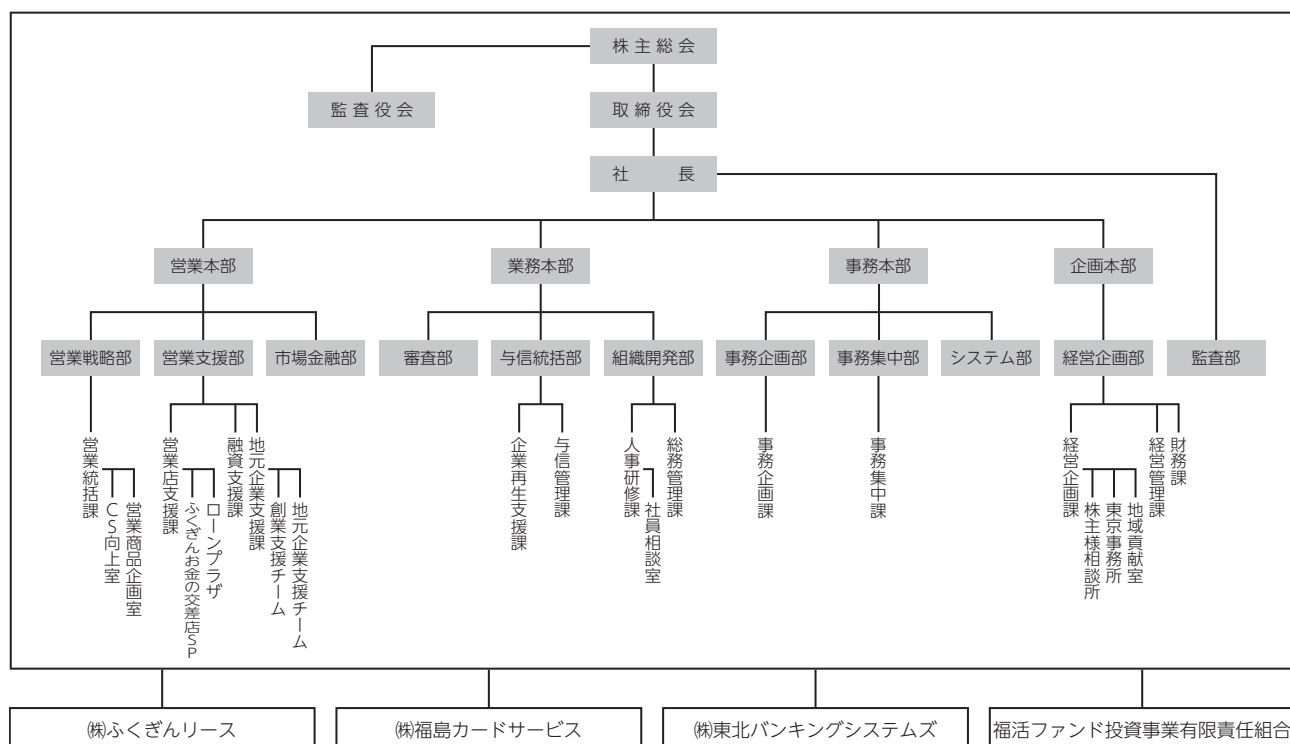 株主総会
監査役会
取締役会
社　　長
営業本部
業務本部
事務本部
企画本部
営業戦略部
営業支援部
市場金融部
審査部
与信統括部
組織開発部
事務企画部
事務集中部
システム部
経営企画部
監査部
営業統括課
CS向上室
営業商品企画室
営業店支援課
ふくぎんお金の交差店SP
ローンプラザ
融資支援課
地元企業支援課
創業支援チーム
地元企業支援チーム
企業再生支援課
与信管理課
人事研修課
社員相談室
総務管理課
事務企画課
事務集中課
経営企画課
株主様相談所
東京事務所
地域貢献室
経営管理課
財務課
㈱ふくぎんリース
㈱福島カードサービス
㈱東北バンキングシステムズ
福活ファンド投資事業有限責任組合